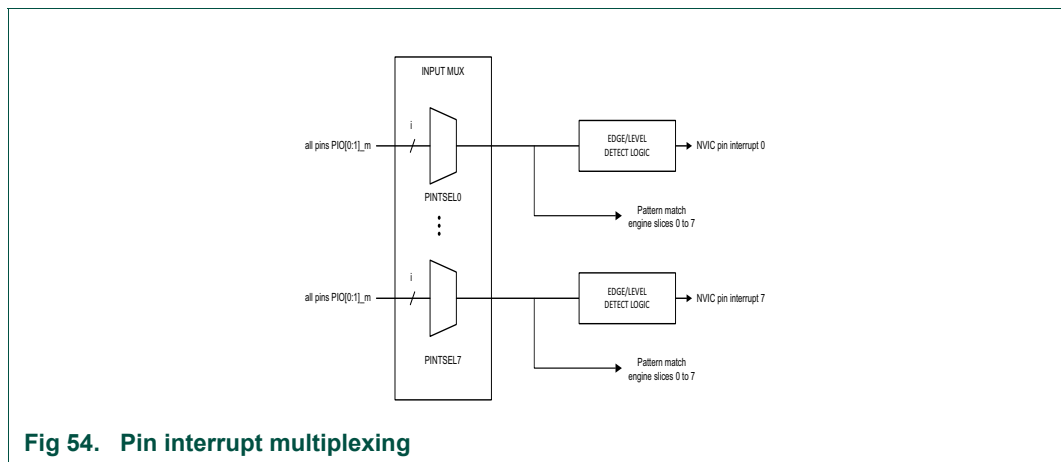 INPUT MUX
i
all pins PIO[0:1]_m
PINTSEL0
EDGE/LEVEL
DETECT LOGIC
NVIC pin interrupt 0
Pattern match
engine slices 0 to 7
i
all pins PIO[0:1]_m
PINTSEL7
EDGE/LEVEL
DETECT LOGIC
NVIC pin interrupt 7
Pattern match
engine slices 0 to 7
Fig 54. Pin interrupt multiplexing